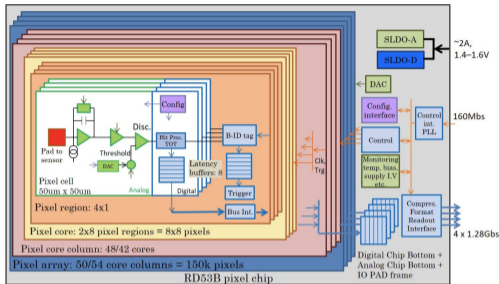 SLDO-A
SLDO-D
~2A,
1.4–1.6V
DAC
Config.
interface
Control
int.
PLL
160Mbs
Control
Monitoring
temp, bias,
supply LV
etc.
Compres.
Format
Readout
Interface
4 x 1.28Gbs
Digital Chip Bottom +
Analog Chip Bottom +
IO PAD frame
Config
Disc.
Hit Proc.
TOT
B-ID tag
Pad to
sensor
Threshold
DAC
Latency
buffers: 8
Clk,
Trg
Analog
Digital
Trigger
Bus Int.
Pixel cell
50um x 50um
Pixel region: 4x1
Pixel core: 2x8 pixel regions = 8x8 pixels
Pixel core column: 48/42 cores
Pixel array: 50/54 core columns = 150k pixels
RD53B pixel chip